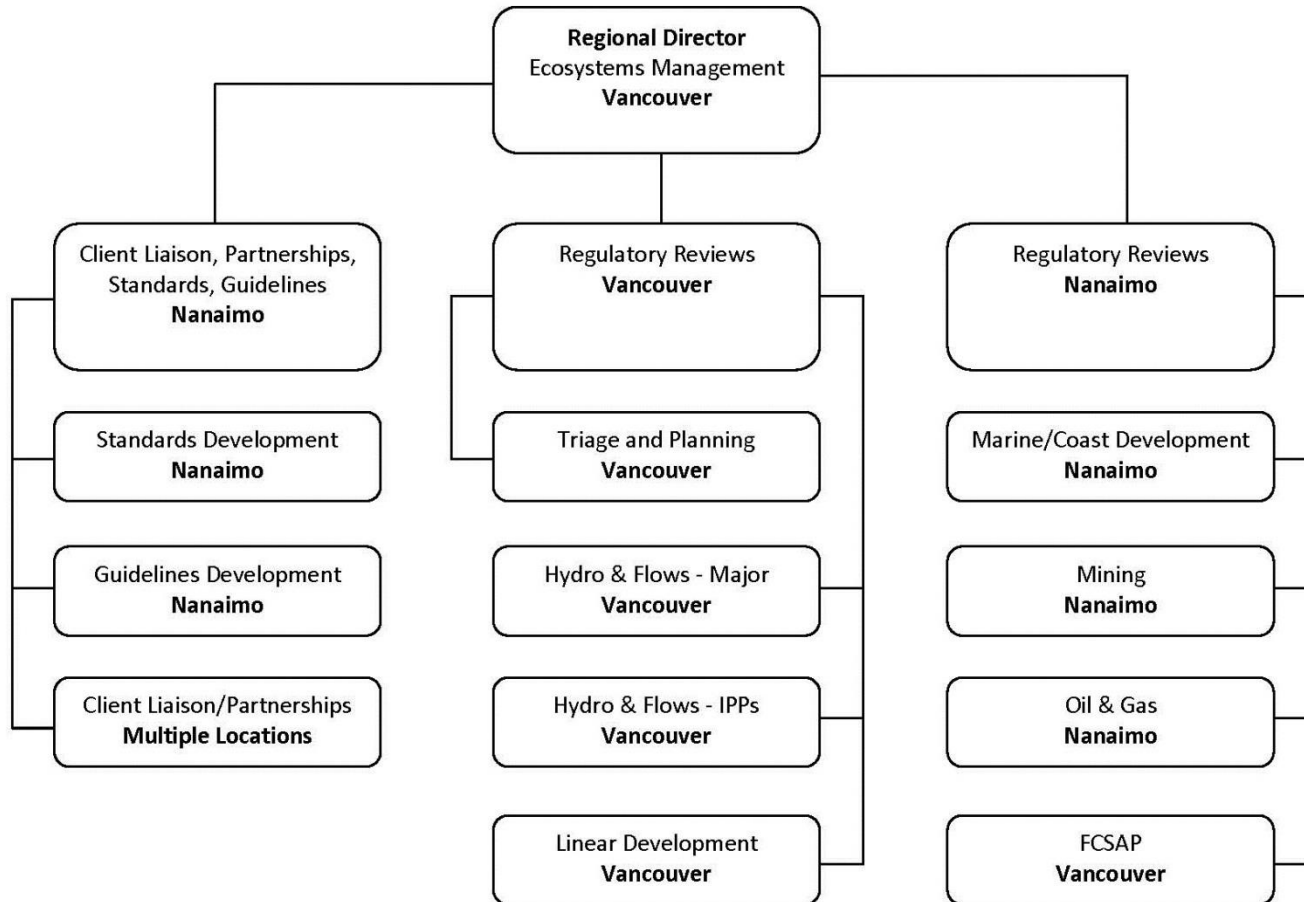 Regional Director
Ecosystems Management
Vancouver
Client Liaison, Partnerships,
Standards, Guidelines
Nanaimo
Standards Development
Nanaimo
Guidelines Development
Nanaimo
Client Liaison/Partnerships
Multiple Locations
Regulatory Reviews
Vancouver
Triage and Planning
Vancouver
Hydro & Flows - Major
Vancouver
Hydro & Flows - IPPs
Vancouver
Linear Development
Vancouver
Regulatory Reviews
Nanaimo
Marine/Coast Development
Nanaimo
Mining
Nanaimo
Oil & Gas
Nanaimo
FCSAP
Vancouver